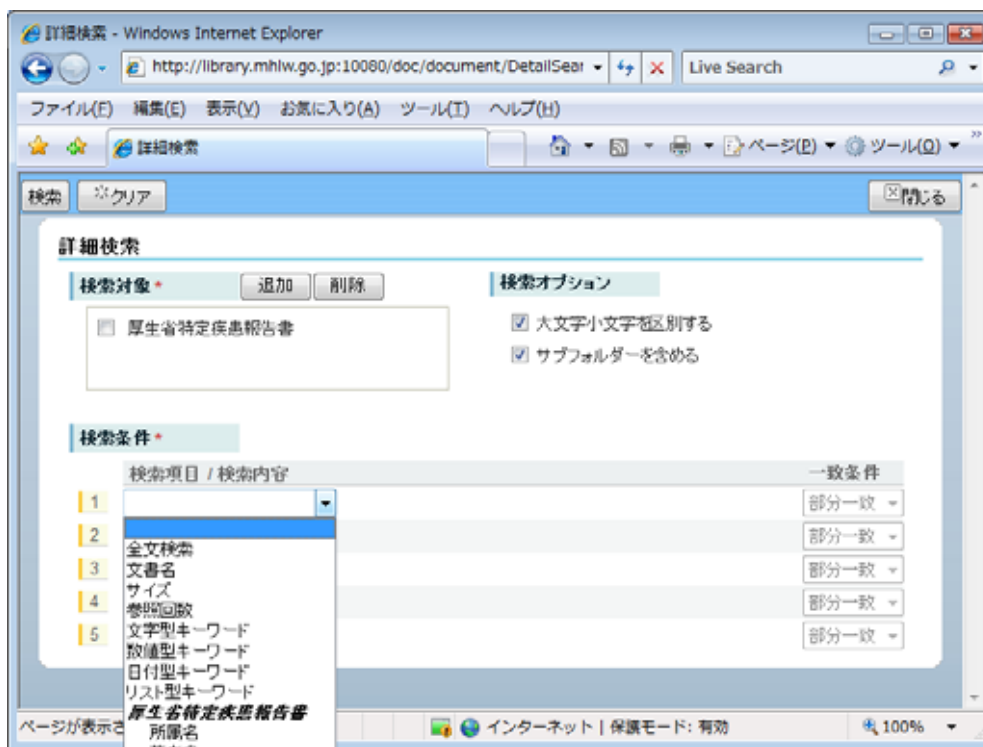 詳細検索 - Windows Internet Explorer
http://library.mhlw.go.jp:10080/doc/document/DetailSear
Live Search
ファイル(F) 編集(E) 表示(V) お気に入り(A) ツール(T) ヘルプ(H)
詳細検索
ページ(P) ツール(O)
検索 クリア 閉じる
詳細検索
検索対象* 追加 削除 検索オプション
厚生省特定疾患報告書
大文字小文字を区別する
サブフォルダーを含める
検索条件*
検索項目 / 検索内容 一致条件
1 部分一致
2 部分一致
全文検索
3 部分一致
文書名
サイズ
4 部分一致
参照回数
文字型キーワード
5 部分一致
数値型キーワード
日付型キーワード
リスト型キーワード
厚生省特定疾患報告書
所属名
ページが表示さ インターネット | 保護モード: 有効 100%